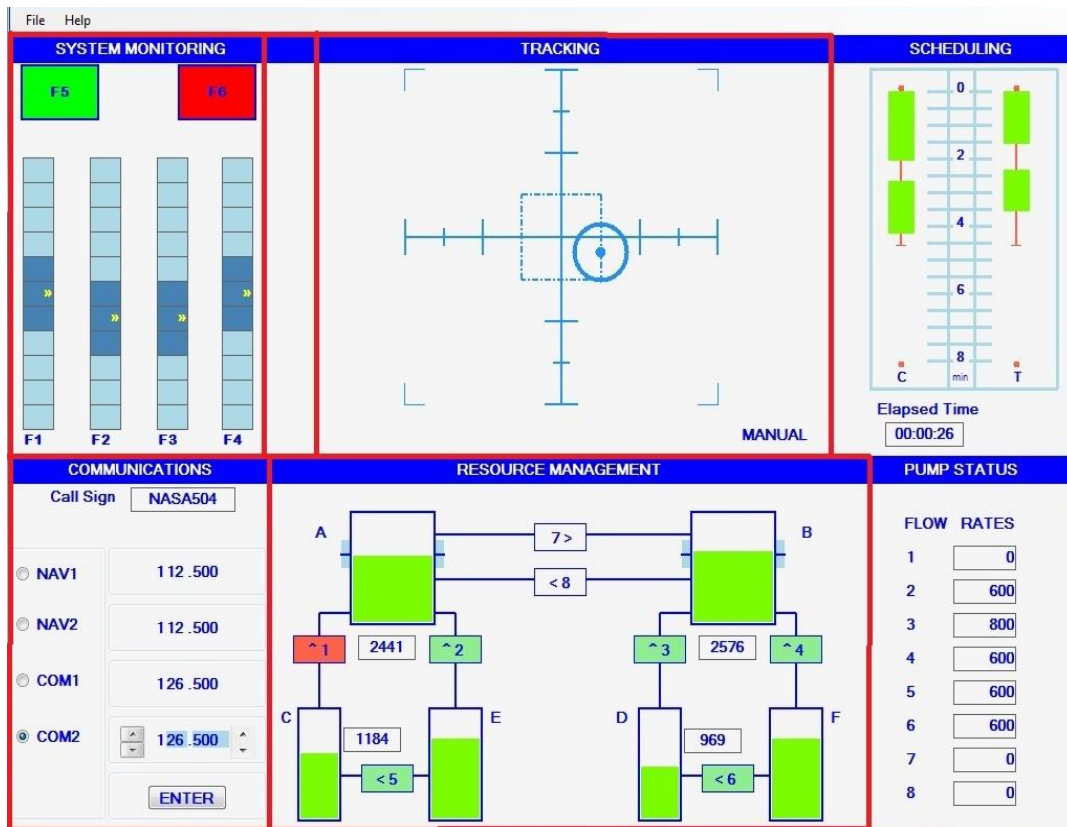 File Help
SYSTEM MONITORING
F5 F6
» » » »
F1 F2 F3 F4
TRACKING
MANUAL
SCHEDULING
0
2
4
6
8
C min T
Elapsed Time
00:00:26
COMMUNICATIONS
Call Sign NASA504
NAV1 112.500
NAV2 112.500
COM1 126.500
COM2 126.500
ENTER
RESOURCE MANAGEMENT
A 7 > B
< 8
^ 1 2441 ^ 2 ^ 3 2576 ^ 4
C E D F
1184 969
< 5 < 6
PUMP STATUS
FLOW RATES
1 0
2 600
3 800
4 600
5 600
6 600
7 0
8 0